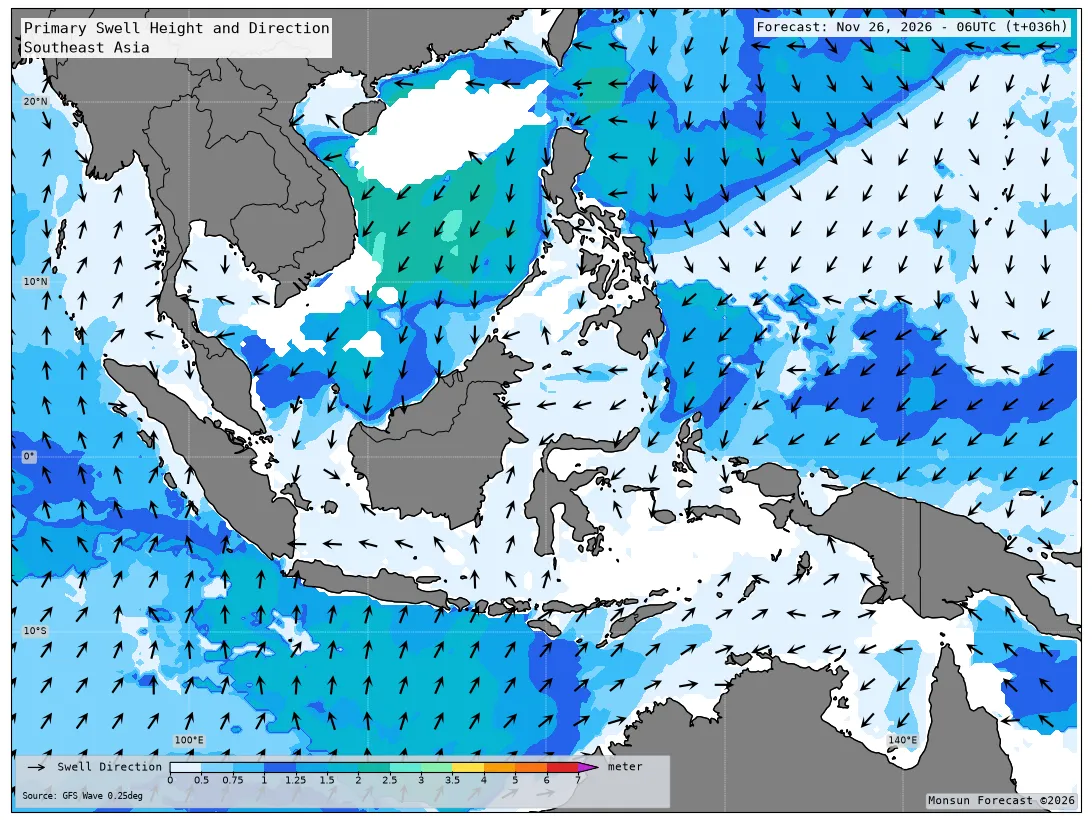 Primary Swell Height and Direction
Southeast Asia
Forecast: Nov 26, 2026 - 06UTC (t+036h)
20°N
10°N
0°
10°S
100°E
140°E
Swell Direction
meter
0 0.5 0.75 1 1.25 1.5 2 2.5 3 3.5 4 5 6 7
Source: GFS Wave 0.25deg
Monsun Forecast ©2026